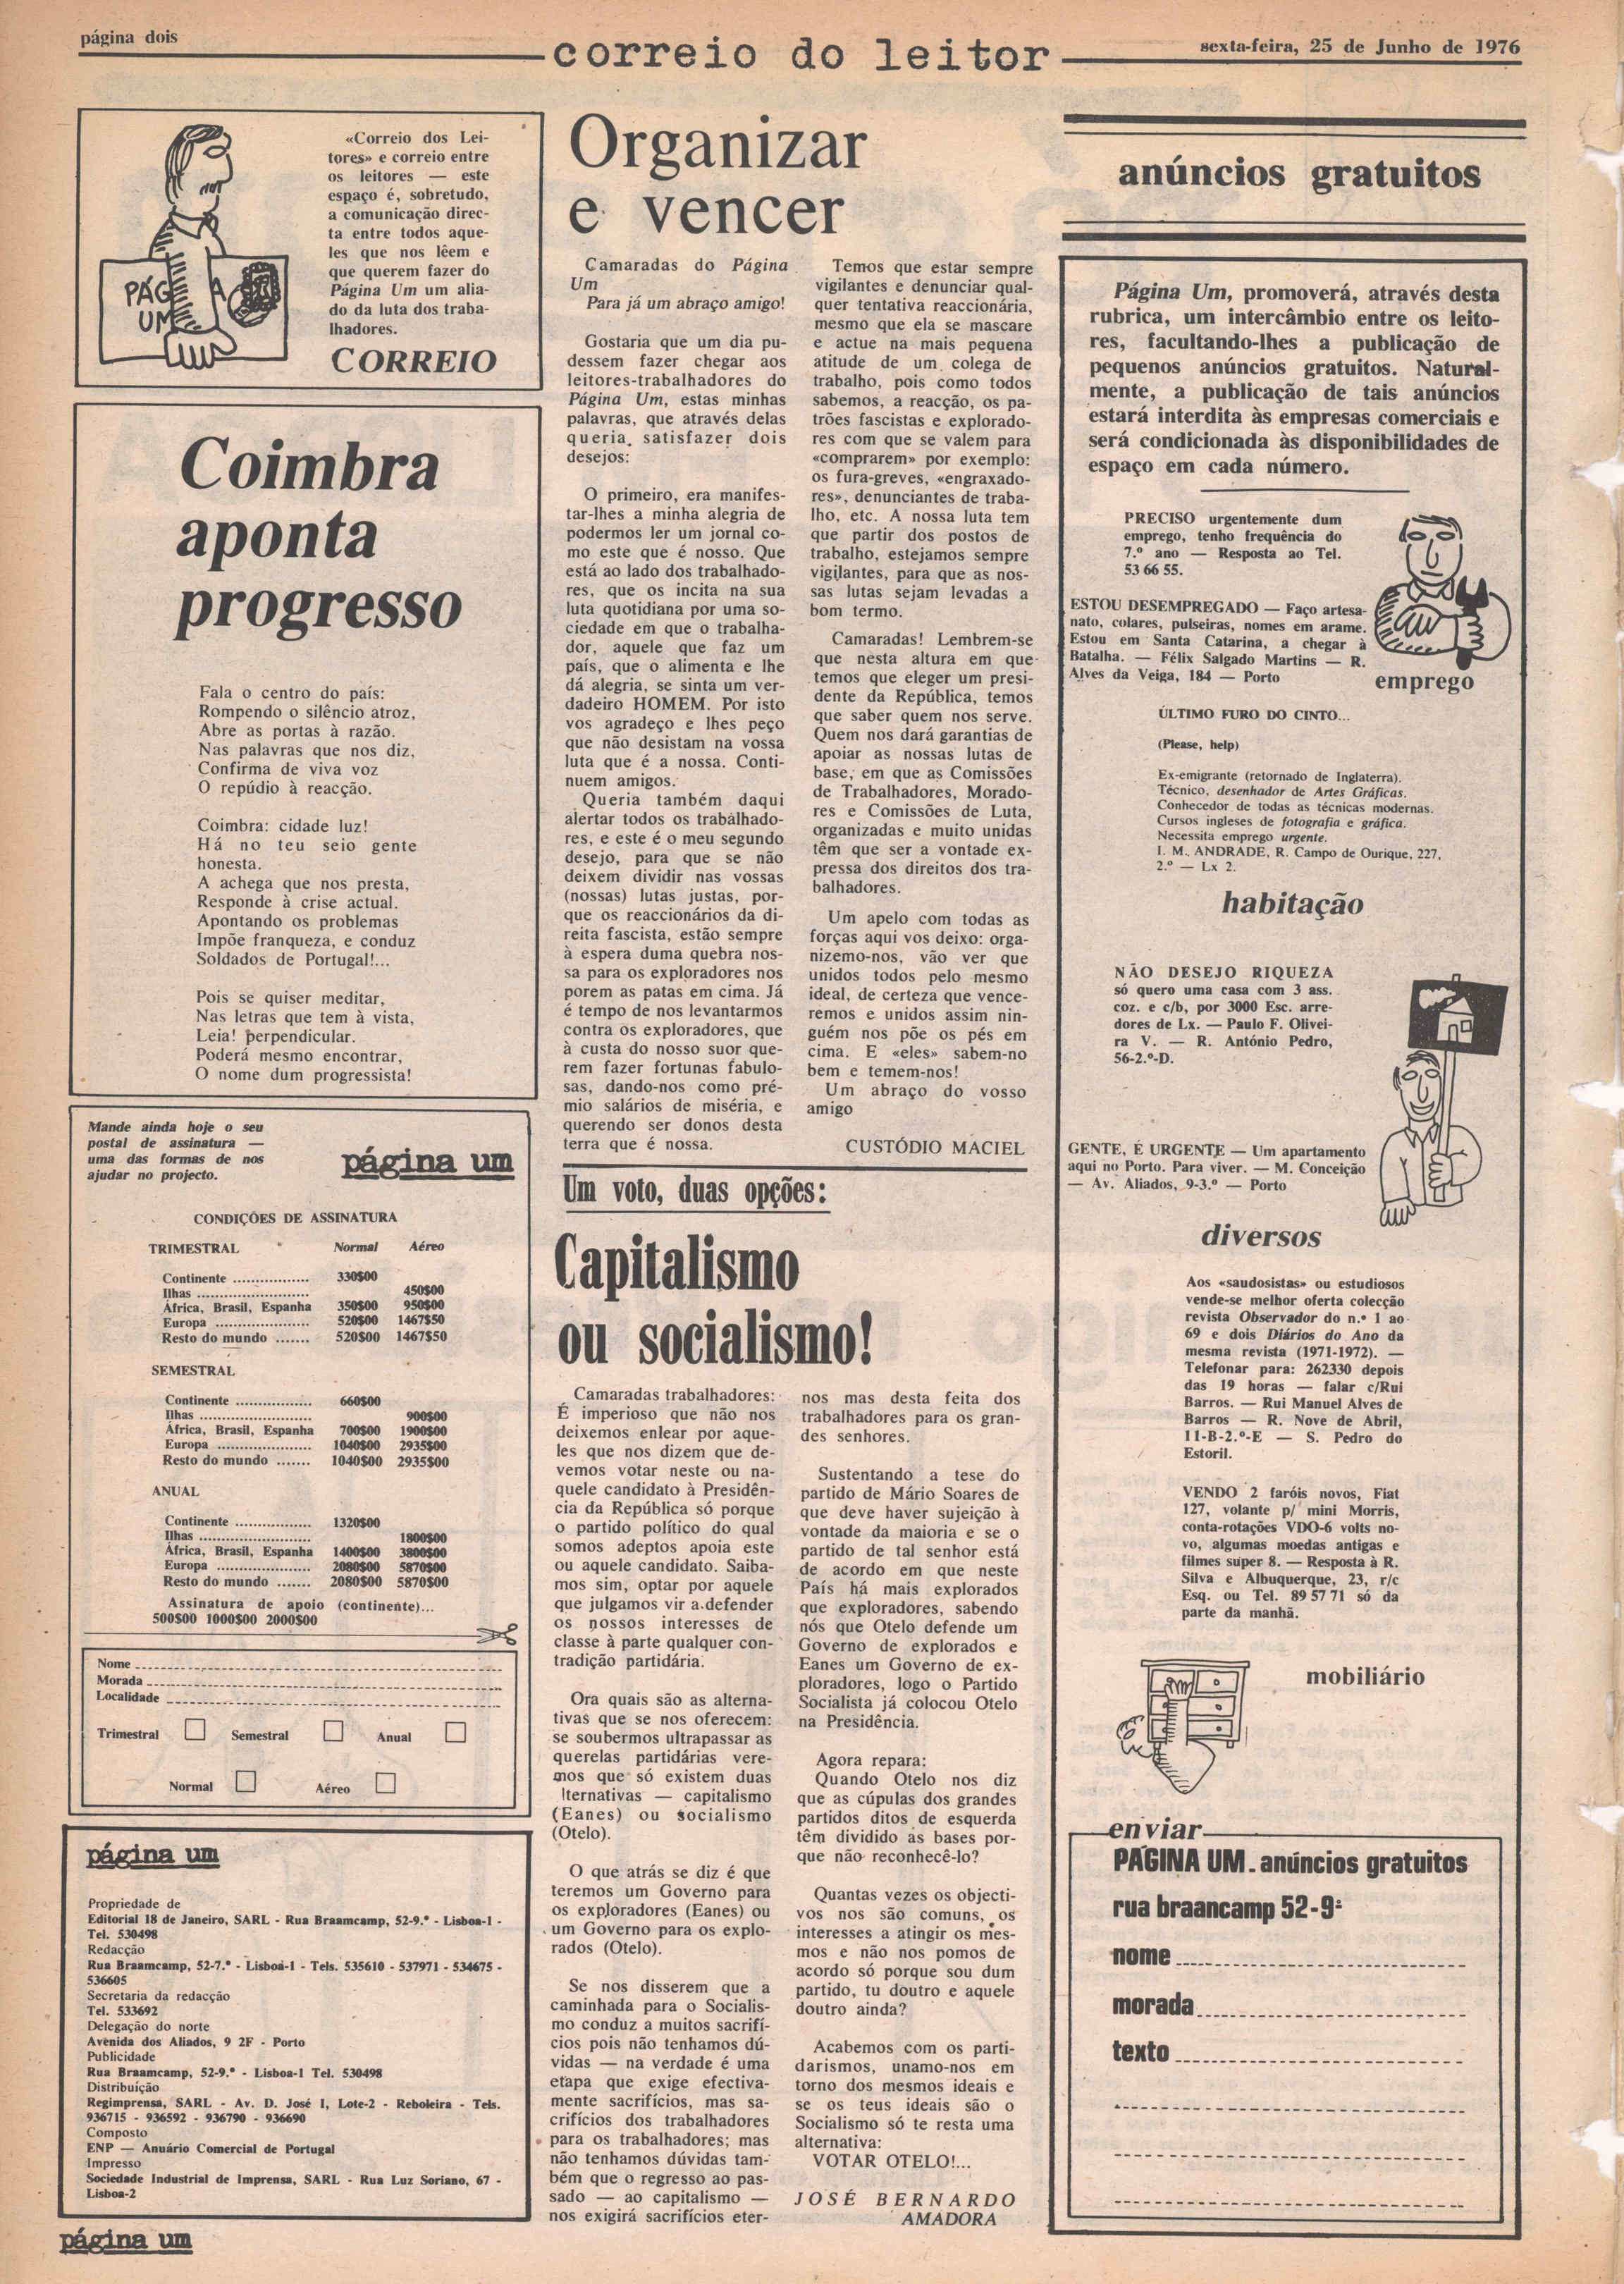 página dois
correio do leitor
sexta-feira, 25 de Junho de 1976
«Correio dos Lei-
tores» e correio entre
os leitores — este
espaço é, sobretudo,
a comunicação direc-
ta entre todos aque-
les que nos lêem e
que querem fazer do
Página Um um alia-
do da luta dos traba-
lhadores.
CORREIO
PÁG A
UM
Coimbra
aponta
progresso
Fala o centro do país:
Rompendo o silêncio atroz,
Abre as portas à razão.
Nas palavras que nos diz,
Confirma de viva voz
O repúdio à reacção.
Coimbra: cidade luz!
Há no teu seio gente
honesta.
A achega que nos presta,
Responde à crise actual.
Apontando os problemas
Impõe franqueza, e conduz
Soldados de Portugal!...
Pois se quiser meditar,
Nas letras que tem à vista,
Leia! perpendicular.
Poderá mesmo encontrar,
O nome dum progressista!
Mande ainda hoje o seu
postal de assinatura —
uma das formas de nos
ajudar no projecto.
página um
CONDIÇÕES DE ASSINATURA
TRIMESTRAL Normal Aéreo
Continente ................. 330$00
Ilhas ........................ 450$00
África, Brasil, Espanha 350$00 950$00
Europa .................... 520$00 1467$50
Resto do mundo ....... 520$00 1467$50
SEMESTRAL
Continente ................. 660$00
Ilhas ........................ 900$00
África, Brasil, Espanha 700$00 1900$00
Europa .................... 1040$00 2935$00
Resto do mundo ....... 1040$00 2935$00
ANUAL
Continente ................. 1320$00
Ilhas ........................ 1800$00
África, Brasil, Espanha 1400$00 3800$00
Europa .................... 2080$00 5870$00
Resto do mundo ....... 2080$00 5870$00
Assinatura de apoio (continente)...
500$00 1000$00 2000$00
Nome
Morada
Localidade
Trimestral Semestral Anual
Normal Aéreo
página um
Propriedade de
Editorial 18 de Janeiro, SARL - Rua Braamcamp, 52-9.º - Lisboa-1 -
Tel. 530498
Redacção
Rua Braamcamp, 52-7.º - Lisboa-1 - Tels. 535610 - 537971 - 534675 -
536605
Secretaria da redacção
Tel. 533692
Delegação do norte
Avenida dos Aliados, 9 2F - Porto
Publicidade
Rua Braamcamp, 52-9.º - Lisboa-1 Tel. 530498
Distribuição
Regimprensa, SARL - Av. D. José I, Lote-2 - Reboleira - Tels.
936715 - 936592 - 936790 - 936690
Composto
ENP — Anuário Comercial de Portugal
Impresso
Sociedade Industrial de Imprensa, SARL - Rua Luz Soriano, 67 -
Lisboa-2
página um
Organizar
e vencer
Camaradas do Página
Um
Para já um abraço amigo!
Gostaria que um dia pu-
dessem fazer chegar aos
leitores-trabalhadores do
Página Um, estas minhas
palavras, que através delas
queria, satisfazer dois
desejos:
O primeiro, era manifes-
tar-lhes a minha alegria de
podermos ler um jornal co-
mo este que é nosso. Que
está ao lado dos trabalhado-
res, que os incita na sua
luta quotidiana por uma so-
ciedade em que o trabalha-
dor, aquele que faz um
país, que o alimenta e lhe
dá alegria, se sinta um ver-
dadeiro HOMEM. Por isto
vos agradeço e lhes peço
que não desistam na vossa
luta que é a nossa. Conti-
nuem amigos.
Queria também daqui
alertar todos os trabalhado-
res, e este é o meu segundo
desejo, para que se não
deixem dividir nas vossas
(nossas) lutas justas, por-
que os reaccionários da di-
reita fascista, estão sempre
à espera duma quebra nos-
sa para os exploradores nos
porem as patas em cima. Já
é tempo de nos levantarmos
contra os exploradores, que
à custa do nosso suor que-
rem fazer fortunas fabulo-
sas, dando-nos como pré-
mio salários de miséria, e
querendo ser donos desta
terra que é nossa.
Temos que estar sempre
vigilantes e denunciar qual-
quer tentativa reaccionária,
mesmo que ela se mascare
e actue na mais pequena
atitude de um colega de
trabalho, pois como todos
sabemos, a reacção, os pa-
trões fascistas e explorado-
res com que se valem para
«comprarem» por exemplo:
os fura-greves, «engraxado-
res», denunciantes de traba-
lho, etc. A nossa luta tem
que partir dos postos de
trabalho, estejamos sempre
vigilantes, para que as nos-
sas lutas sejam levadas a
bom termo.
Camaradas! Lembrem-se
que nesta altura em que
temos que eleger um presi-
dente da República, temos
que saber quem nos serve.
Quem nos dará garantias de
apoiar as nossas lutas de
base, em que as Comissões
de Trabalhadores, Morado-
res e Comissões de Luta,
organizadas e muito unidas
têm que ser a vontade ex-
pressa dos direitos dos tra-
balhadores.
Um apelo com todas as
forças aqui vos deixo: orga-
nizemo-nos, vão ver que
unidos todos pelo mesmo
ideal, de certeza que vence-
remos e unidos assim nin-
guém nos põe os pés em
cima. E «eles» sabem-no
bem e temem-nos!
Um abraço do vosso
amigo
CUSTÓDIO MACIEL
Um voto, duas opções:
Capitalismo
ou socialismo!
Camaradas trabalhadores:
É imperioso que não nos
deixemos enlear por aque-
les que nos dizem que de-
vemos votar neste ou na-
quele candidato à Presidên-
cia da República só porque
o partido político do qual
somos adeptos apoia este
ou aquele candidato. Saiba-
mos sim, optar por aquele
que julgamos vir a defender
os nossos interesses de
classe à parte qualquer con-
tradição partidária.
Ora quais são as alterna-
tivas que se nos oferecem:
se soubermos ultrapassar as
querelas partidárias vere-
mos que só existem duas
lternativas — capitalismo
(Eanes) ou socialismo
(Otelo).
O que atrás se diz é que
teremos um Governo para
os exploradores (Eanes) ou
um Governo para os explo-
rados (Otelo).
Se nos disserem que a
caminhada para o Socialis-
mo conduz a muitos sacrifí-
cios pois não tenhamos dú-
vidas — na verdade é uma
etapa que exige efectiva-
mente sacrifícios, mas sa-
crifícios dos trabalhadores
para os trabalhadores; mas
não tenhamos dúvidas tam-
bém que o regresso ao pas-
sado — ao capitalismo —
nos exigirá sacrifícios eter-
nos mas desta feita dos
trabalhadores para os gran-
des senhores.
Sustentando a tese do
partido de Mário Soares de
que deve haver sujeição à
vontade da maioria e se o
partido de tal senhor está
de acordo em que neste
País há mais explorados
que exploradores, sabendo
nós que Otelo defende um
Governo de explorados e
Eanes um Governo de ex-
ploradores, logo o Partido
Socialista já colocou Otelo
na Presidência.
Agora repara:
Quando Otelo nos diz
que as cúpulas dos grandes
partidos ditos de esquerda
têm dividido as bases por-
que não reconhecê-lo?
Quantas vezes os objecti-
vos nos são comuns, os
interesses a atingir os mes-
mos e não nos pomos de
acordo só porque sou dum
partido, tu doutro e aquele
doutro ainda?
Acabemos com os parti-
darismos, unamo-nos em
torno dos mesmos ideais e
se os teus ideais são o
Socialismo só te resta uma
alternativa:
VOTAR OTELO!...
JOSÉ BERNARDO
AMADORA
anúncios gratuitos
Página Um, promoverá, através desta
rubrica, um intercâmbio entre os leito-
res, facultando-lhes a publicação de
pequenos anúncios gratuitos. Natural-
mente, a publicação de tais anúncios
estará interdita às empresas comerciais e
será condicionada às disponibilidades de
espaço em cada número.
PRECISO urgentemente dum
emprego, tenho frequência do
7.º ano — Resposta ao Tel.
53 66 55.
ESTOU DESEMPREGADO — Faço artesa-
nato, colares, pulseiras, nomes em arame.
Estou em Santa Catarina, a chegar à
Batalha. — Félix Salgado Martins — R.
Alves da Veiga, 184 — Porto
emprego
ÚLTIMO FURO DO CINTO...
(Please, help)
Ex-emigrante (retornado de Inglaterra).
Técnico, desenhador de Artes Gráficas.
Conhecedor de todas as técnicas modernas.
Cursos ingleses de fotografia e gráfica.
Necessita emprego urgente.
I. M. ANDRADE, R. Campo de Ourique, 227,
2.º — Lx 2.
habitação
NÃO DESEJO RIQUEZA
só quero uma casa com 3 ass.
coz. e c/b, por 3000 Esc. arre-
dores de Lx. — Paulo F. Olivei-
ra V. — R. António Pedro,
56-2.º-D.
GENTE, É URGENTE — Um apartamento
aqui no Porto. Para viver. — M. Conceição
— Av. Aliados, 9-3.º — Porto
diversos
Aos «saudosistas» ou estudiosos
vende-se melhor oferta colecção
revista Observador do n.º 1 ao
69 e dois Diários do Ano da
mesma revista (1971-1972). —
Telefonar para: 262330 depois
das 19 horas — falar c/Rui
Barros. — Rui Manuel Alves de
Barros — R. Nove de Abril,
11-B-2.º-E — S. Pedro do
Estoril.
VENDO 2 faróis novos, Fiat
127, volante p/ mini Morris,
conta-rotações VDO-6 volts no-
vo, algumas moedas antigas e
filmes super 8. — Resposta à R.
Silva e Albuquerque, 23, r/c
Esq. ou Tel. 89 57 71 só da
parte da manhã.
mobiliário
enviar
PÁGINA UM - anúncios gratuitos
rua braancamp 52-9º
nome
morada
texto